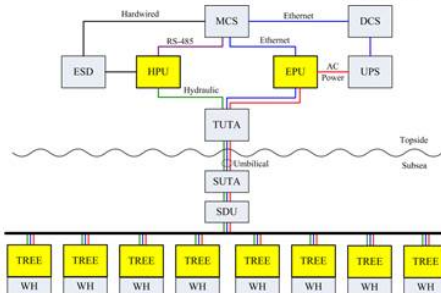 Hardwired
MCS
Ethernet
DCS
RS-485
Ethernet
ESD
HPU
EPU
AC
Power
UPS
Hydraulic
TUTA
Topside
Umbilical
Subsea
SUTA
SDU
TREE TREE TREE TREE TREE TREE TREE TREE
WH WH WH WH WH WH WH WH